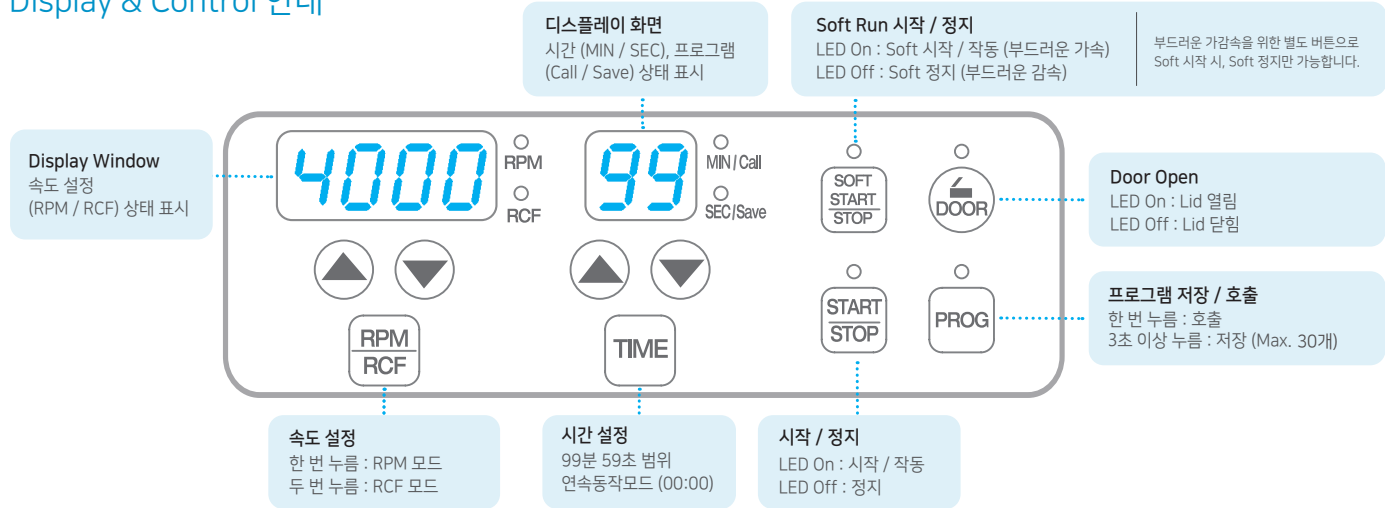 Display & Control 안내
디스플레이 화면
시간 (MIN / SEC), 프로그램
(Call / Save) 상태 표시
Soft Run 시작 / 정지
LED On : Soft 시작 / 작동 (부드러운 가속)
LED Off : Soft 정지 (부드러운 감속)
부드러운 가감속을 위한 별도 버튼으로
Soft 시작 시, Soft 정지만 가능합니다.
Display Window
속도 설정
(RPM / RCF) 상태 표시
4000
RPM
RCF
99
MIN/Call
SEC/Save
SOFT
START
STOP
DOOR
Door Open
LED On : Lid 열림
LED Off : Lid 닫힘
RPM
RCF
TIME
START
STOP
PROG
프로그램 저장 / 호출
한 번 누름 : 호출
3초 이상 누름 : 저장 (Max. 30개)
속도 설정
한 번 누름 : RPM 모드
두 번 누름 : RCF 모드
시간 설정
99분 59초 범위
연속동작모드 (00:00)
시작 / 정지
LED On : 시작 / 작동
LED Off : 정지